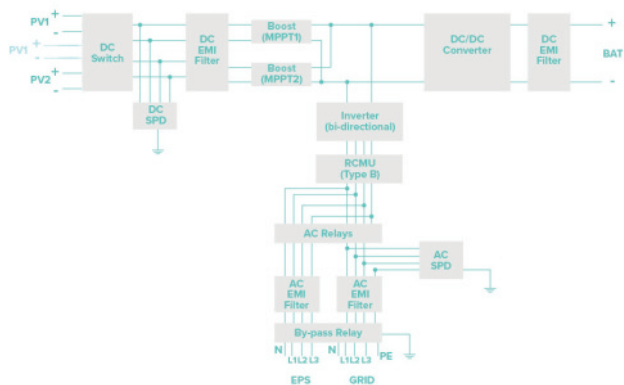 PV1 +
-
PV1 +
-
PV2 +
-
DC
Switch
DC
SPD
DC
EMI
Filter
Boost
(MPPT1)
Boost
(MPPT2)
DC/DC
Converter
DC
EMI
Filter
+
BAT
-
Inverter
(bi-directional)
RCMU
(Type B)
AC Relays
AC
SPD
AC
EMI
Filter
AC
EMI
Filter
By-pass Relay
N L1 L2 L3 N L1 L2 L3 PE
EPS GRID